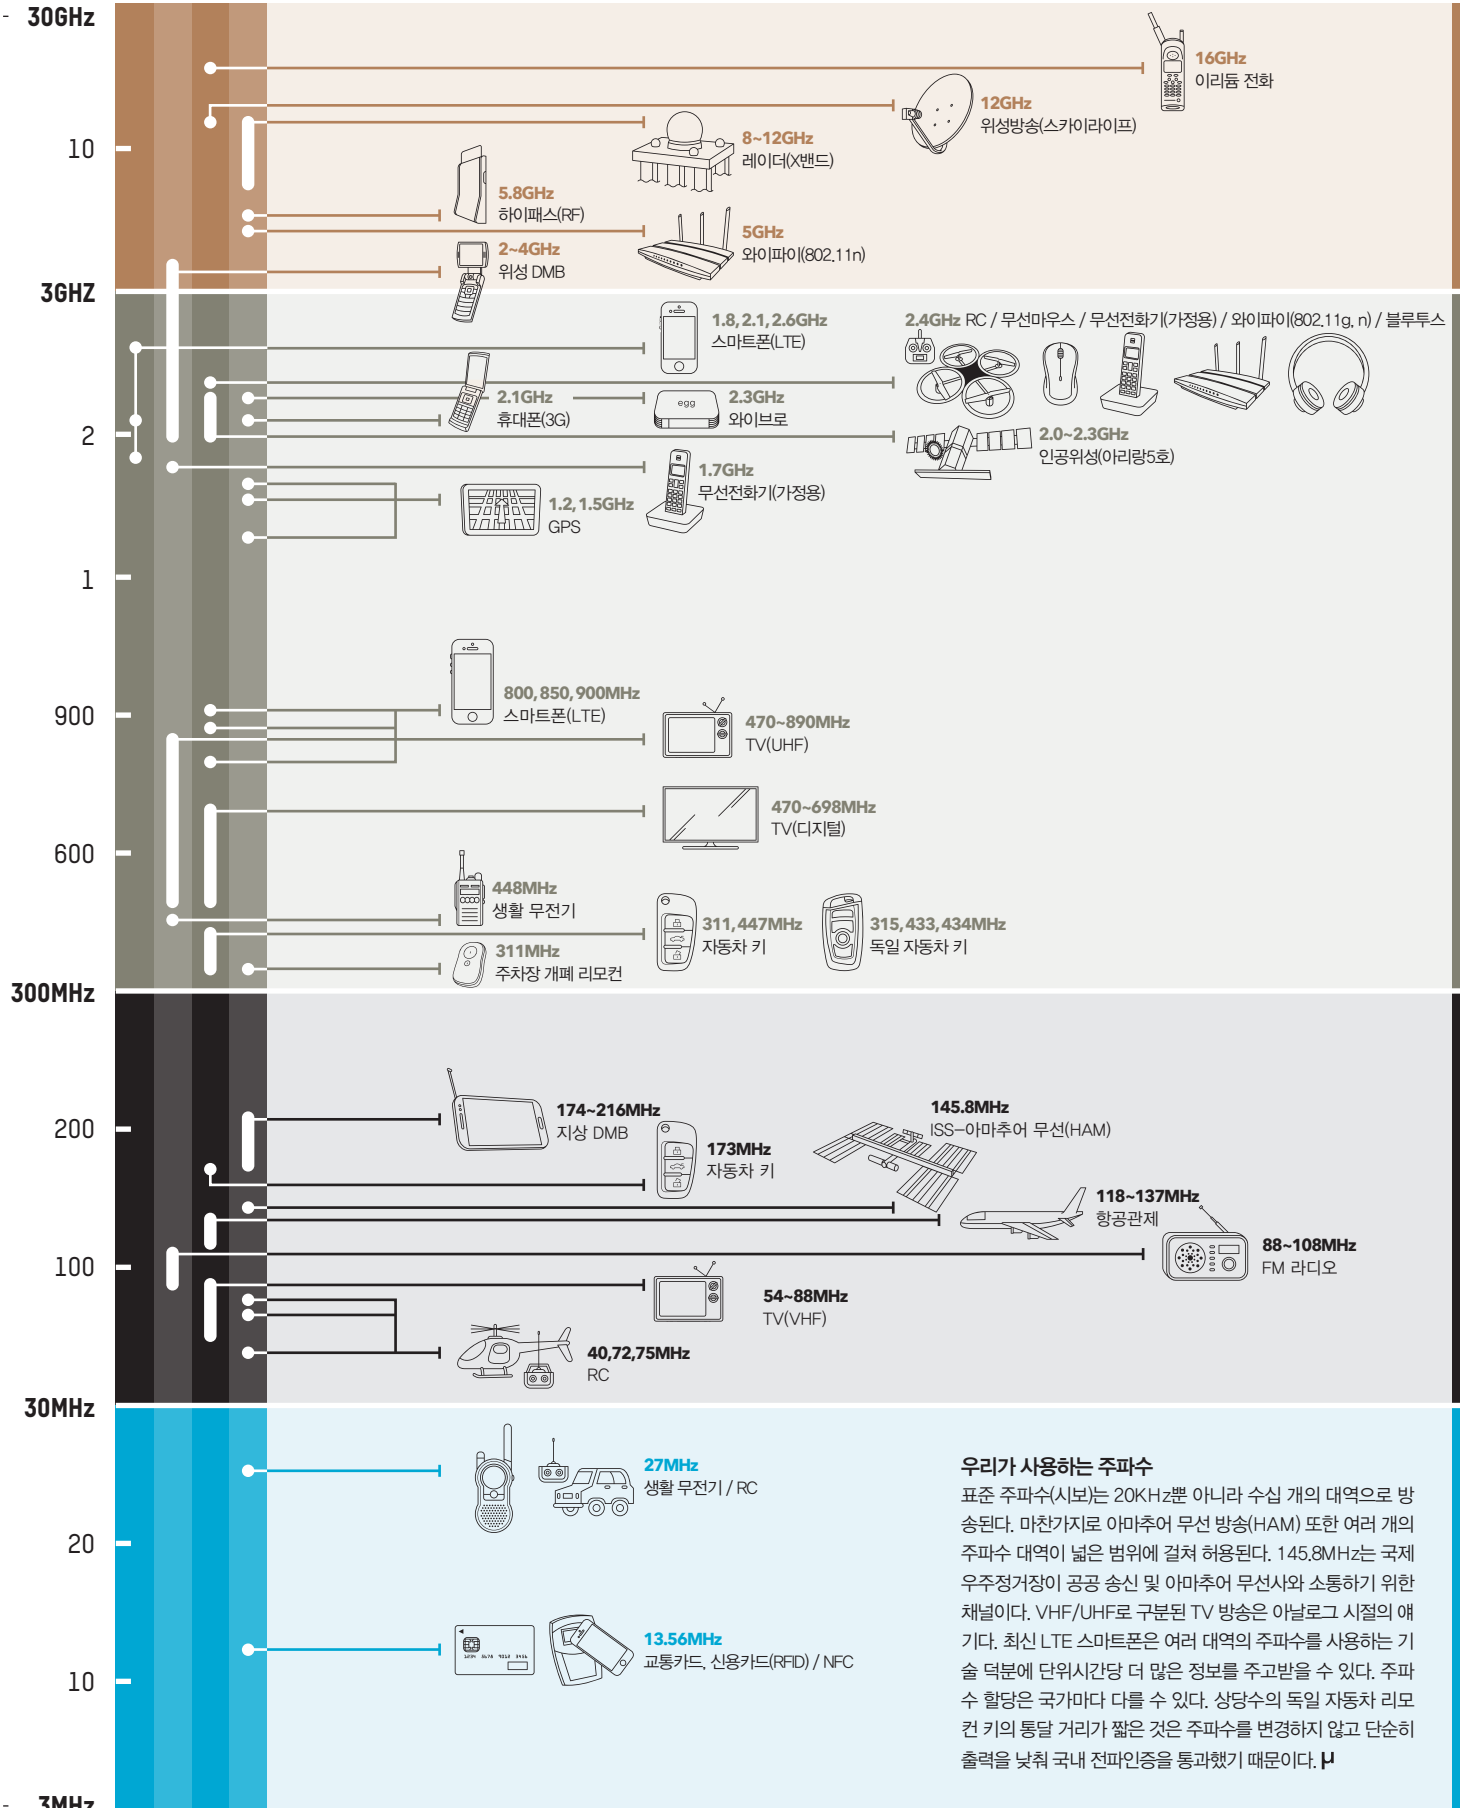 - 30GHz
16GHz
이리듐 전화
12GHz
위성방송(스카이라이프)
8~12GHz
레이더(X밴드)
10
5.8GHz
하이패스(RF)
5GHz
와이파이(802.11n)
2~4GHz
위성 DMB
3GHZ
1.8, 2.1, 2.6GHz
스마트폰(LTE)
2.4GHz RC / 무선마우스 / 무선전화기(가정용) / 와이파이(802.11g, n) / 블루투스
2.1GHz
휴대폰(3G)
egg
2.3GHz
와이브로
2
2.0~2.3GHz
인공위성(아리랑5호)
1.7GHz
무선전화기(가정용)
1.2, 1.5GHz
GPS
1
800, 850, 900MHz
스마트폰(LTE)
900
470~890MHz
TV(UHF)
470~698MHz
TV(디지털)
600
448MHz
생활 무전기
311, 447MHz
자동차 키
315, 433, 434MHz
독일 자동차 키
311MHz
주차장 개폐 리모컨
300MHz
174~216MHz
지상 DMB
145.8MHz
ISS-아마추어 무선(HAM)
200
173MHz
자동차 키
118~137MHz
항공관제
88~108MHz
FM 라디오
100
54~88MHz
TV(VHF)
40,72,75MHz
RC
30MHz
27MHz
생활 무전기 / RC
20
13.56MHz
교통카드, 신용카드(RFID) / NFC
1234 5678 9012 3456
10
우리가 사용하는 주파수
표준 주파수(시보)는 20KHz뿐 아니라 수십 개의 대역으로 방
송된다. 마찬가지로 아마추어 무선 방송(HAM) 또한 여러 개의
주파수 대역이 넓은 범위에 걸쳐 허용된다. 145.8MHz는 국제
우주정거장이 공공 송신 및 아마추어 무선사와 소통하기 위한
채널이다. VHF/UHF로 구분된 TV 방송은 아날로그 시절의 얘
기다. 최신 LTE 스마트폰은 여러 대역의 주파수를 사용하는 기
술 덕분에 단위시간당 더 많은 정보를 주고받을 수 있다. 주파
수 할당은 국가마다 다를 수 있다. 상당수의 독일 자동차 리모
컨 키의 통달 거리가 짧은 것은 주파수를 변경하지 않고 단순히
출력을 낮춰 국내 전파인증을 통과했기 때문이다. μ
- 3MHz